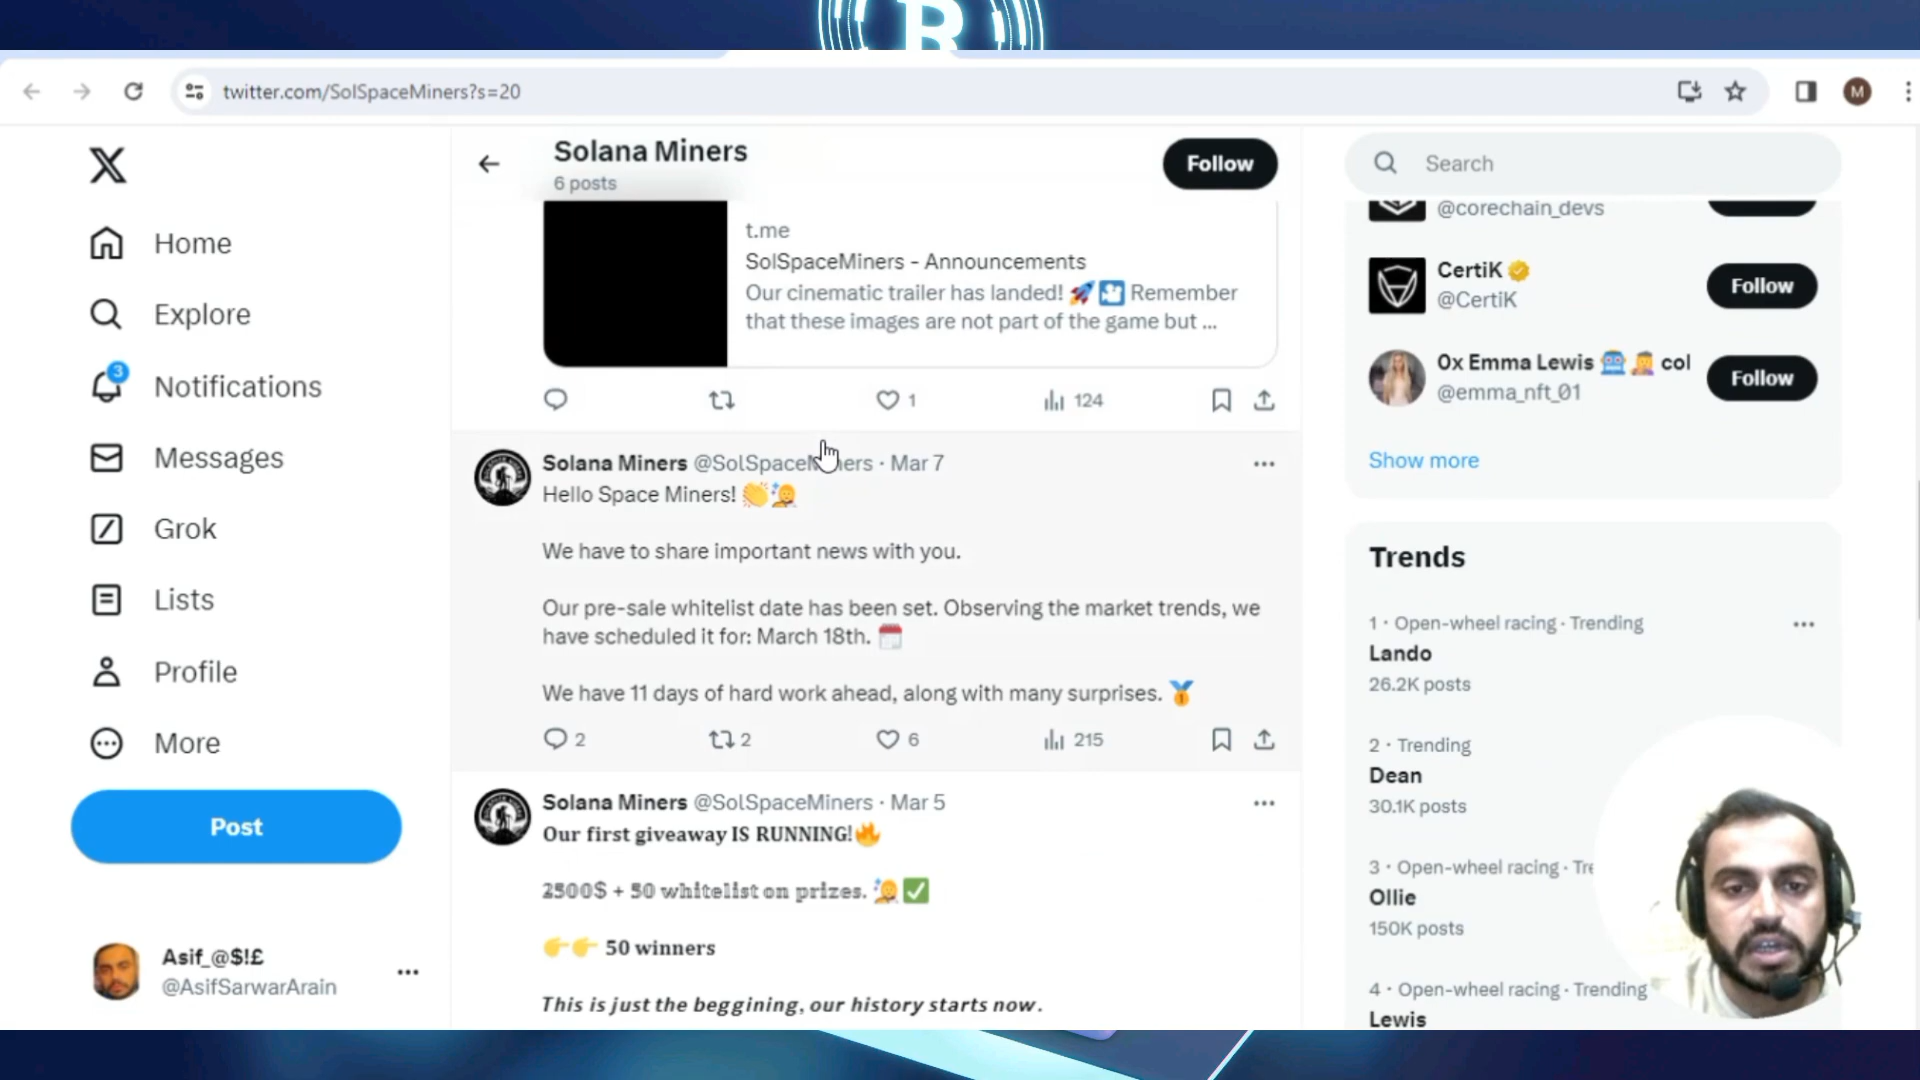 twitter.com/SolSpaceMiners?s=20
M
Solana Miners
6 posts
Follow
Search
Home
Explore
3
Notifications
Messages
Grok
Lists
Profile
More
Post
Asif_@$!£
@AsifSarwarArain
t.me
SolSpaceMiners - Announcements
Our cinematic trailer has landed! 🚀🎦 Remember
that these images are not part of the game but ...
1
124
Solana Miners @SolSpaceMiners · Mar 7
Hello Space Miners! 👏🧑‍🚀
We have to share important news with you.
Our pre-sale whitelist date has been set. Observing the market trends, we
have scheduled it for: March 18th. 🗓️
We have 11 days of hard work ahead, along with many surprises. 🏅
2
2
6
215
Solana Miners @SolSpaceMiners · Mar 5
Our first giveaway IS RUNNING!🔥
2500$ + 50 whitelist on prizes. ✅
👉👉 50 winners
This is just the beggining, our history starts now.
@corechain_devs
CertiK
@CertiK
Follow
0x Emma Lewis col
@emma_nft_01
Follow
Show more
Trends
1 · Open-wheel racing · Trending
Lando
26.2K posts
2 · Trending
Dean
30.1K posts
3 · Open-wheel racing · Tre
Ollie
150K posts
4 · Open-wheel racing · Trending
Lewis